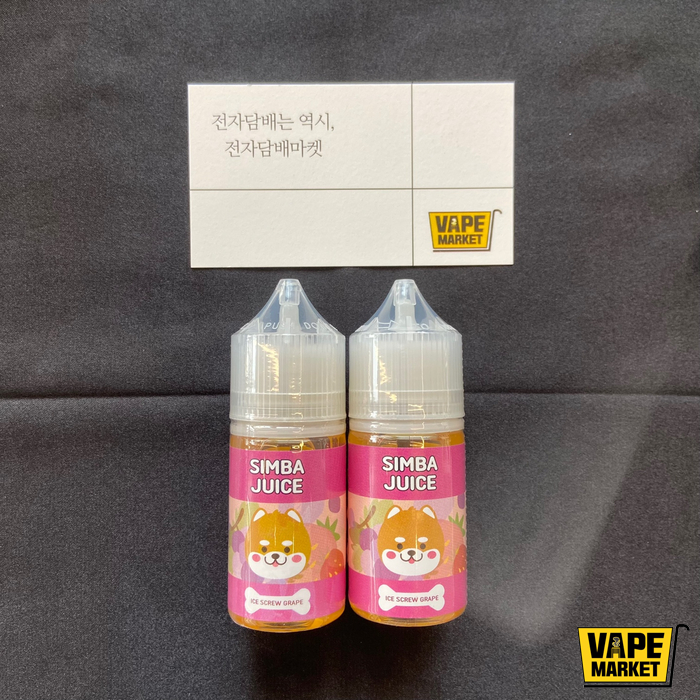 전자담배는 역시,
전자담배마켓
VAPE
MARKET
SIMBA
JUICE
ICE SCREW GRAPE
SIMBA
JUICE
ICE SCREW GRAPE
VAPE
MARKET